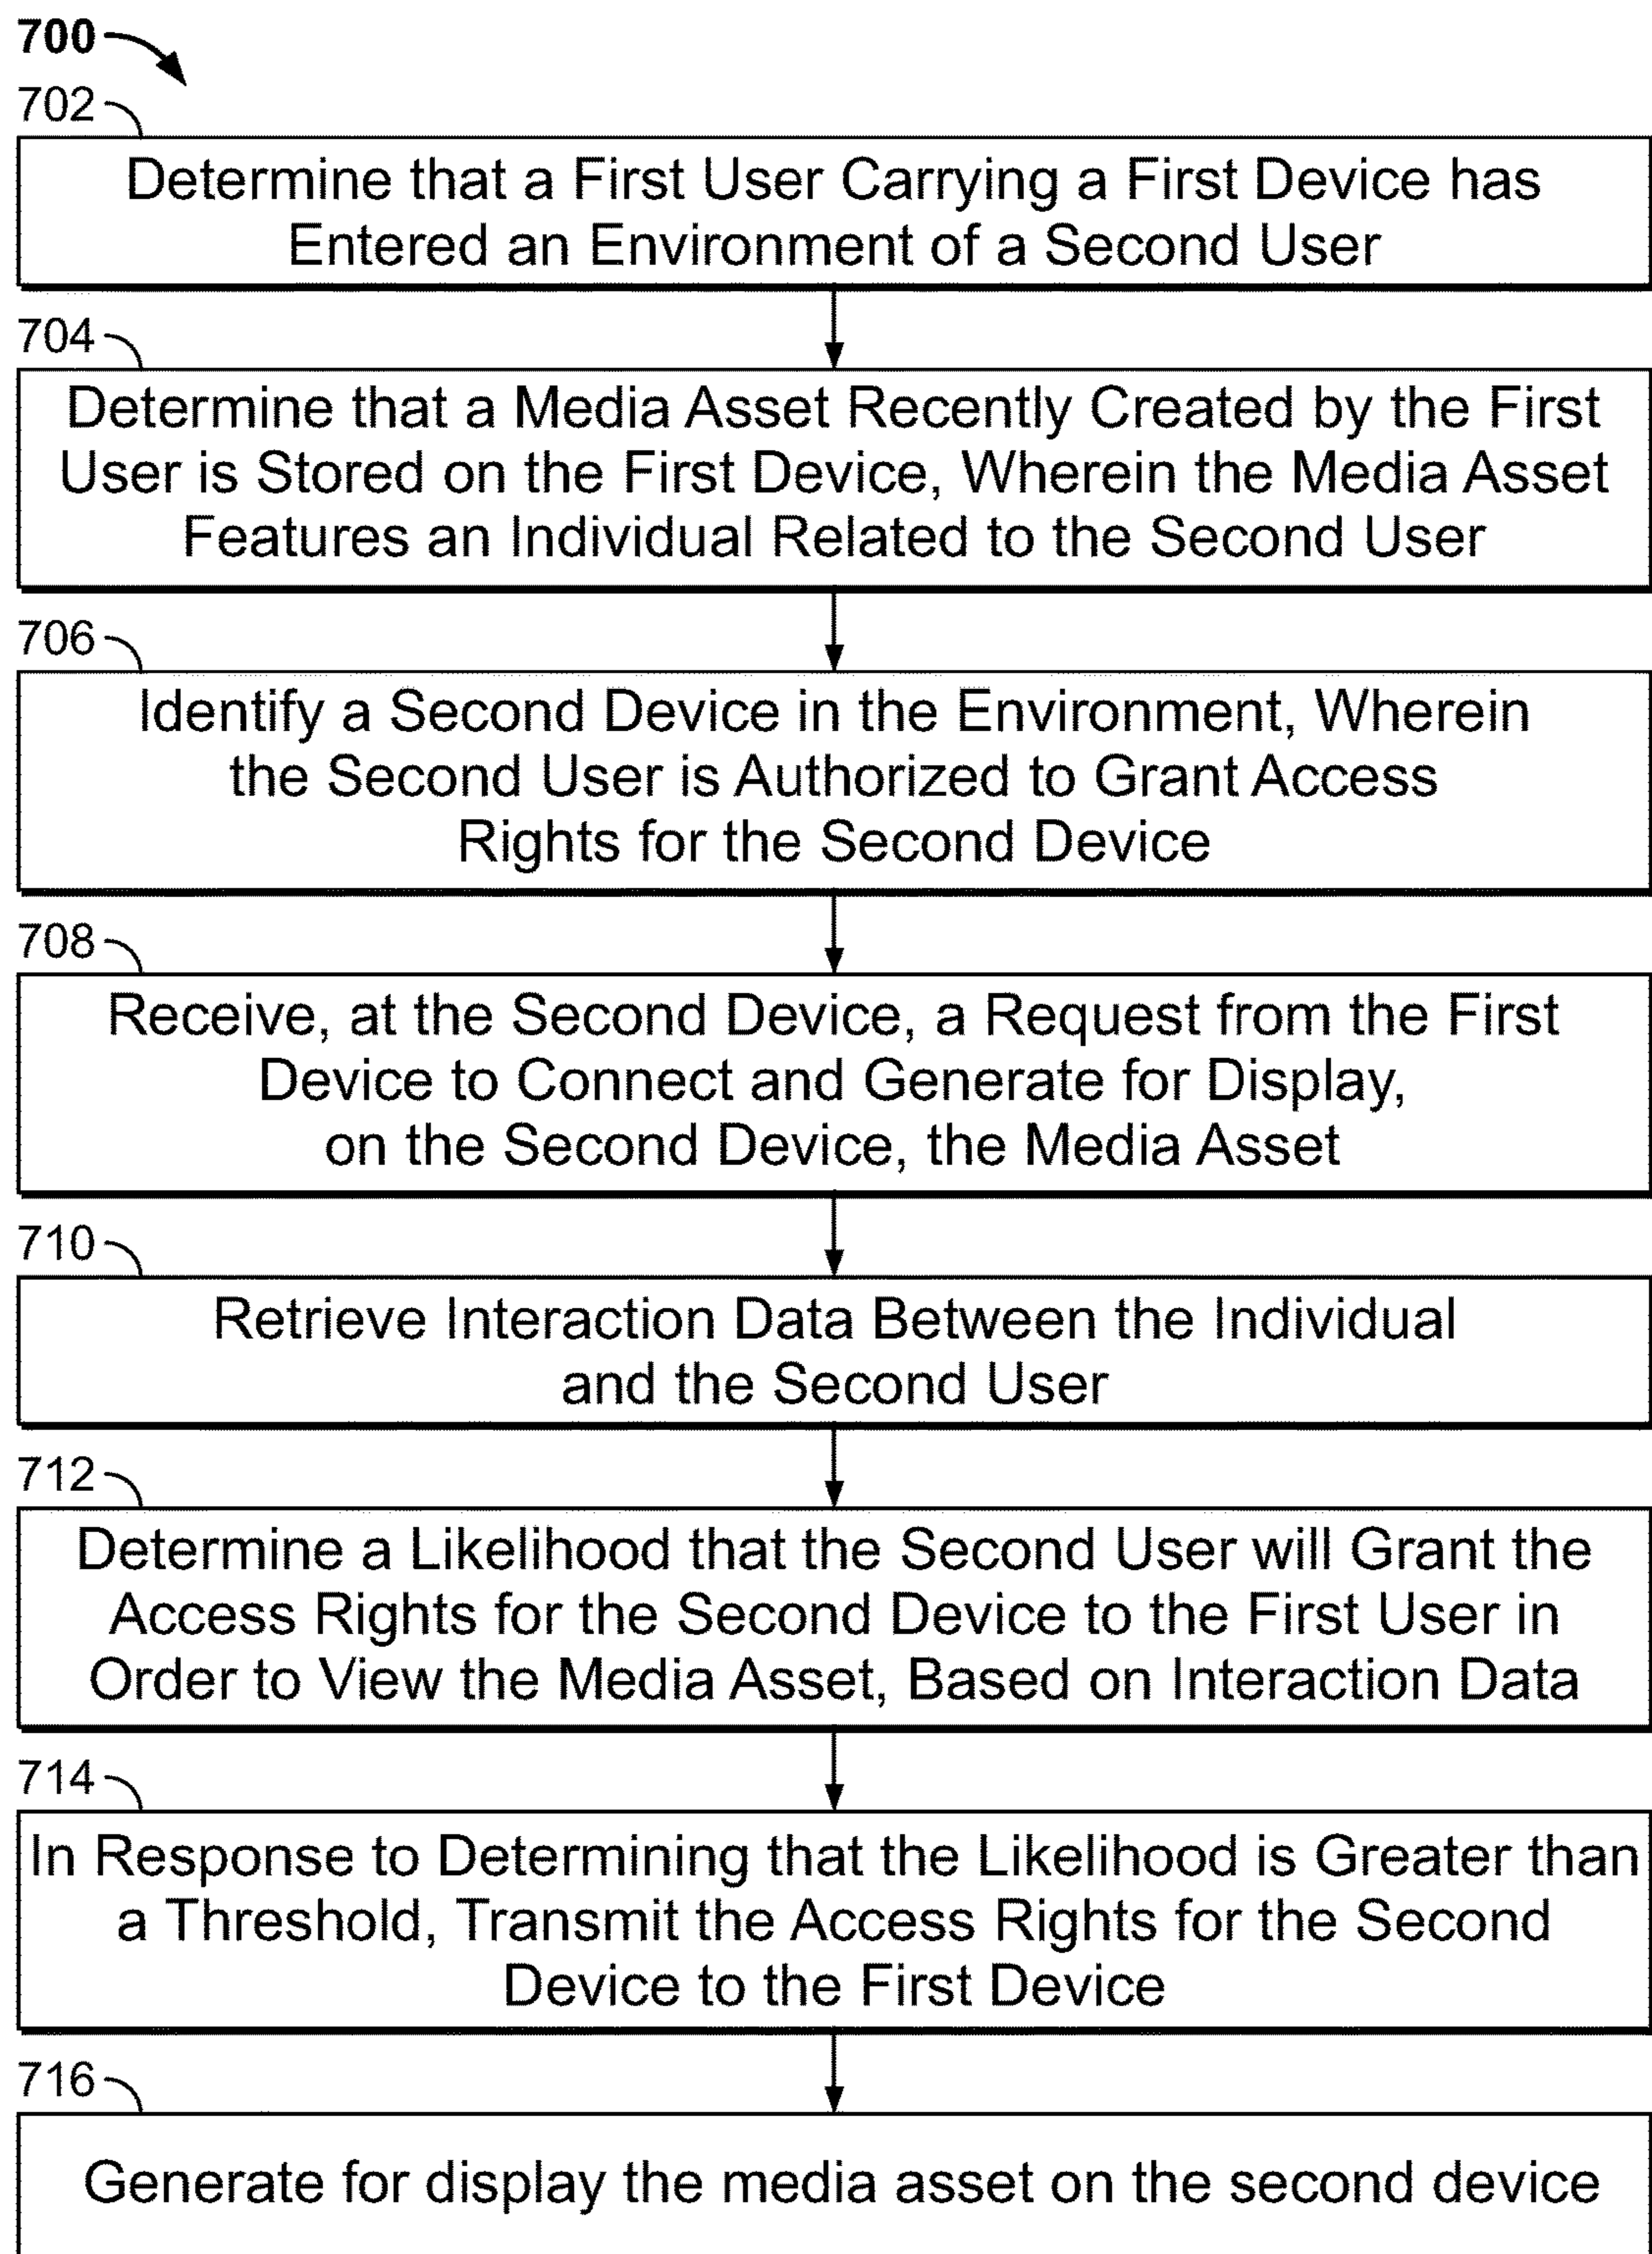 700
702
Determine that a First User Carrying a First Device has
Entered an Environment of a Second User
704
Determine that a Media Asset Recently Created by the First
User is Stored on the First Device, Wherein the Media Asset
Features an Individual Related to the Second User
706
Identify a Second Device in the Environment, Wherein
the Second User is Authorized to Grant Access
Rights for the Second Device
708
Receive, at the Second Device, a Request from the First
Device to Connect and Generate for Display,
on the Second Device, the Media Asset
710
Retrieve Interaction Data Between the Individual
and the Second User
712
Determine a Likelihood that the Second User will Grant the
Access Rights for the Second Device to the First User in
Order to View the Media Asset, Based on Interaction Data
714
In Response to Determining that the Likelihood is Greater than
a Threshold, Transmit the Access Rights for the Second
Device to the First Device
716
Generate for display the media asset on the second device